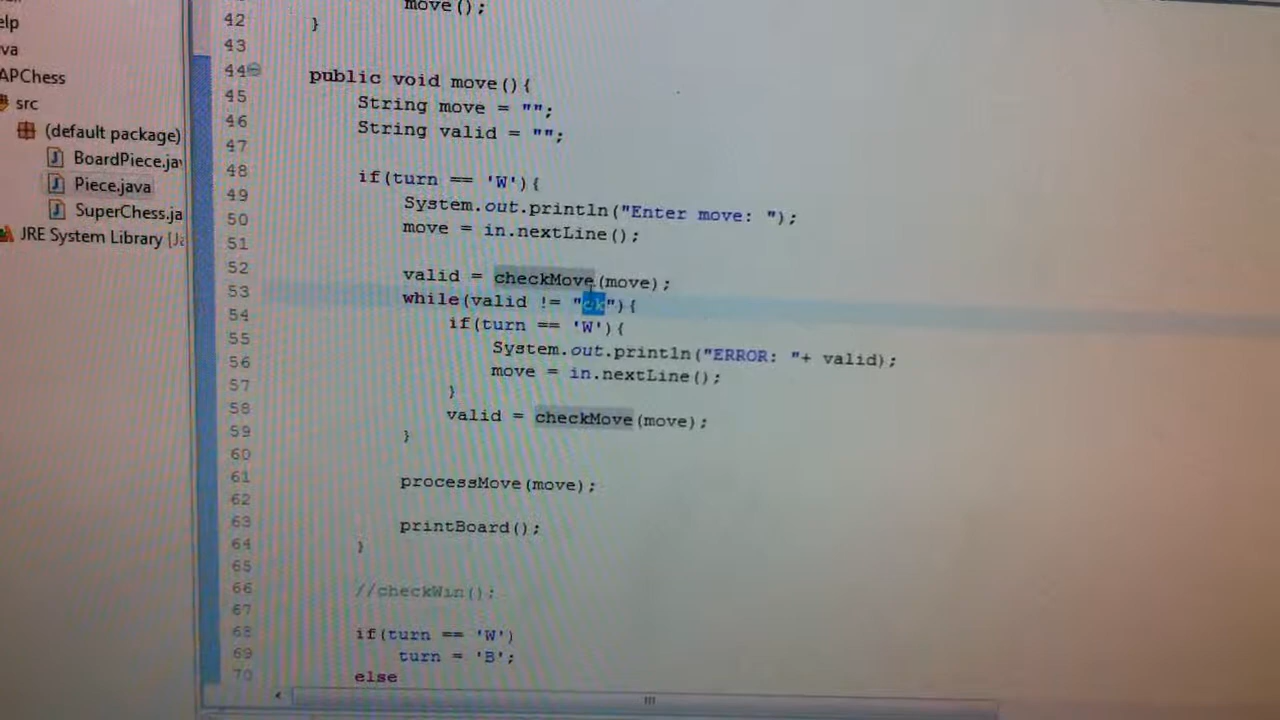 move();
42 }
43
44 public void move(){
45 String move = "";
46 String valid = "";
47
48 if(turn == 'W'){
49 System.out.println("Enter move: ");
50 move = in.nextLine();
51
52 valid = checkMove(move);
53 while(valid != "ok"){
54 if(turn == 'W'){
55 System.out.println("ERROR: "+ valid);
56 move = in.nextLine();
57 }
58 valid = checkMove(move);
59 }
60
61 processMove(move);
62
63 printBoard();
64 }
65
66 //checkWin();
67
68 if(turn == 'W')
69 turn = 'B';
70 else
elp
va
APChess
src
(default package)
BoardPiece.ja
Piece.java
SuperChess.ja
JRE System Library [Ja